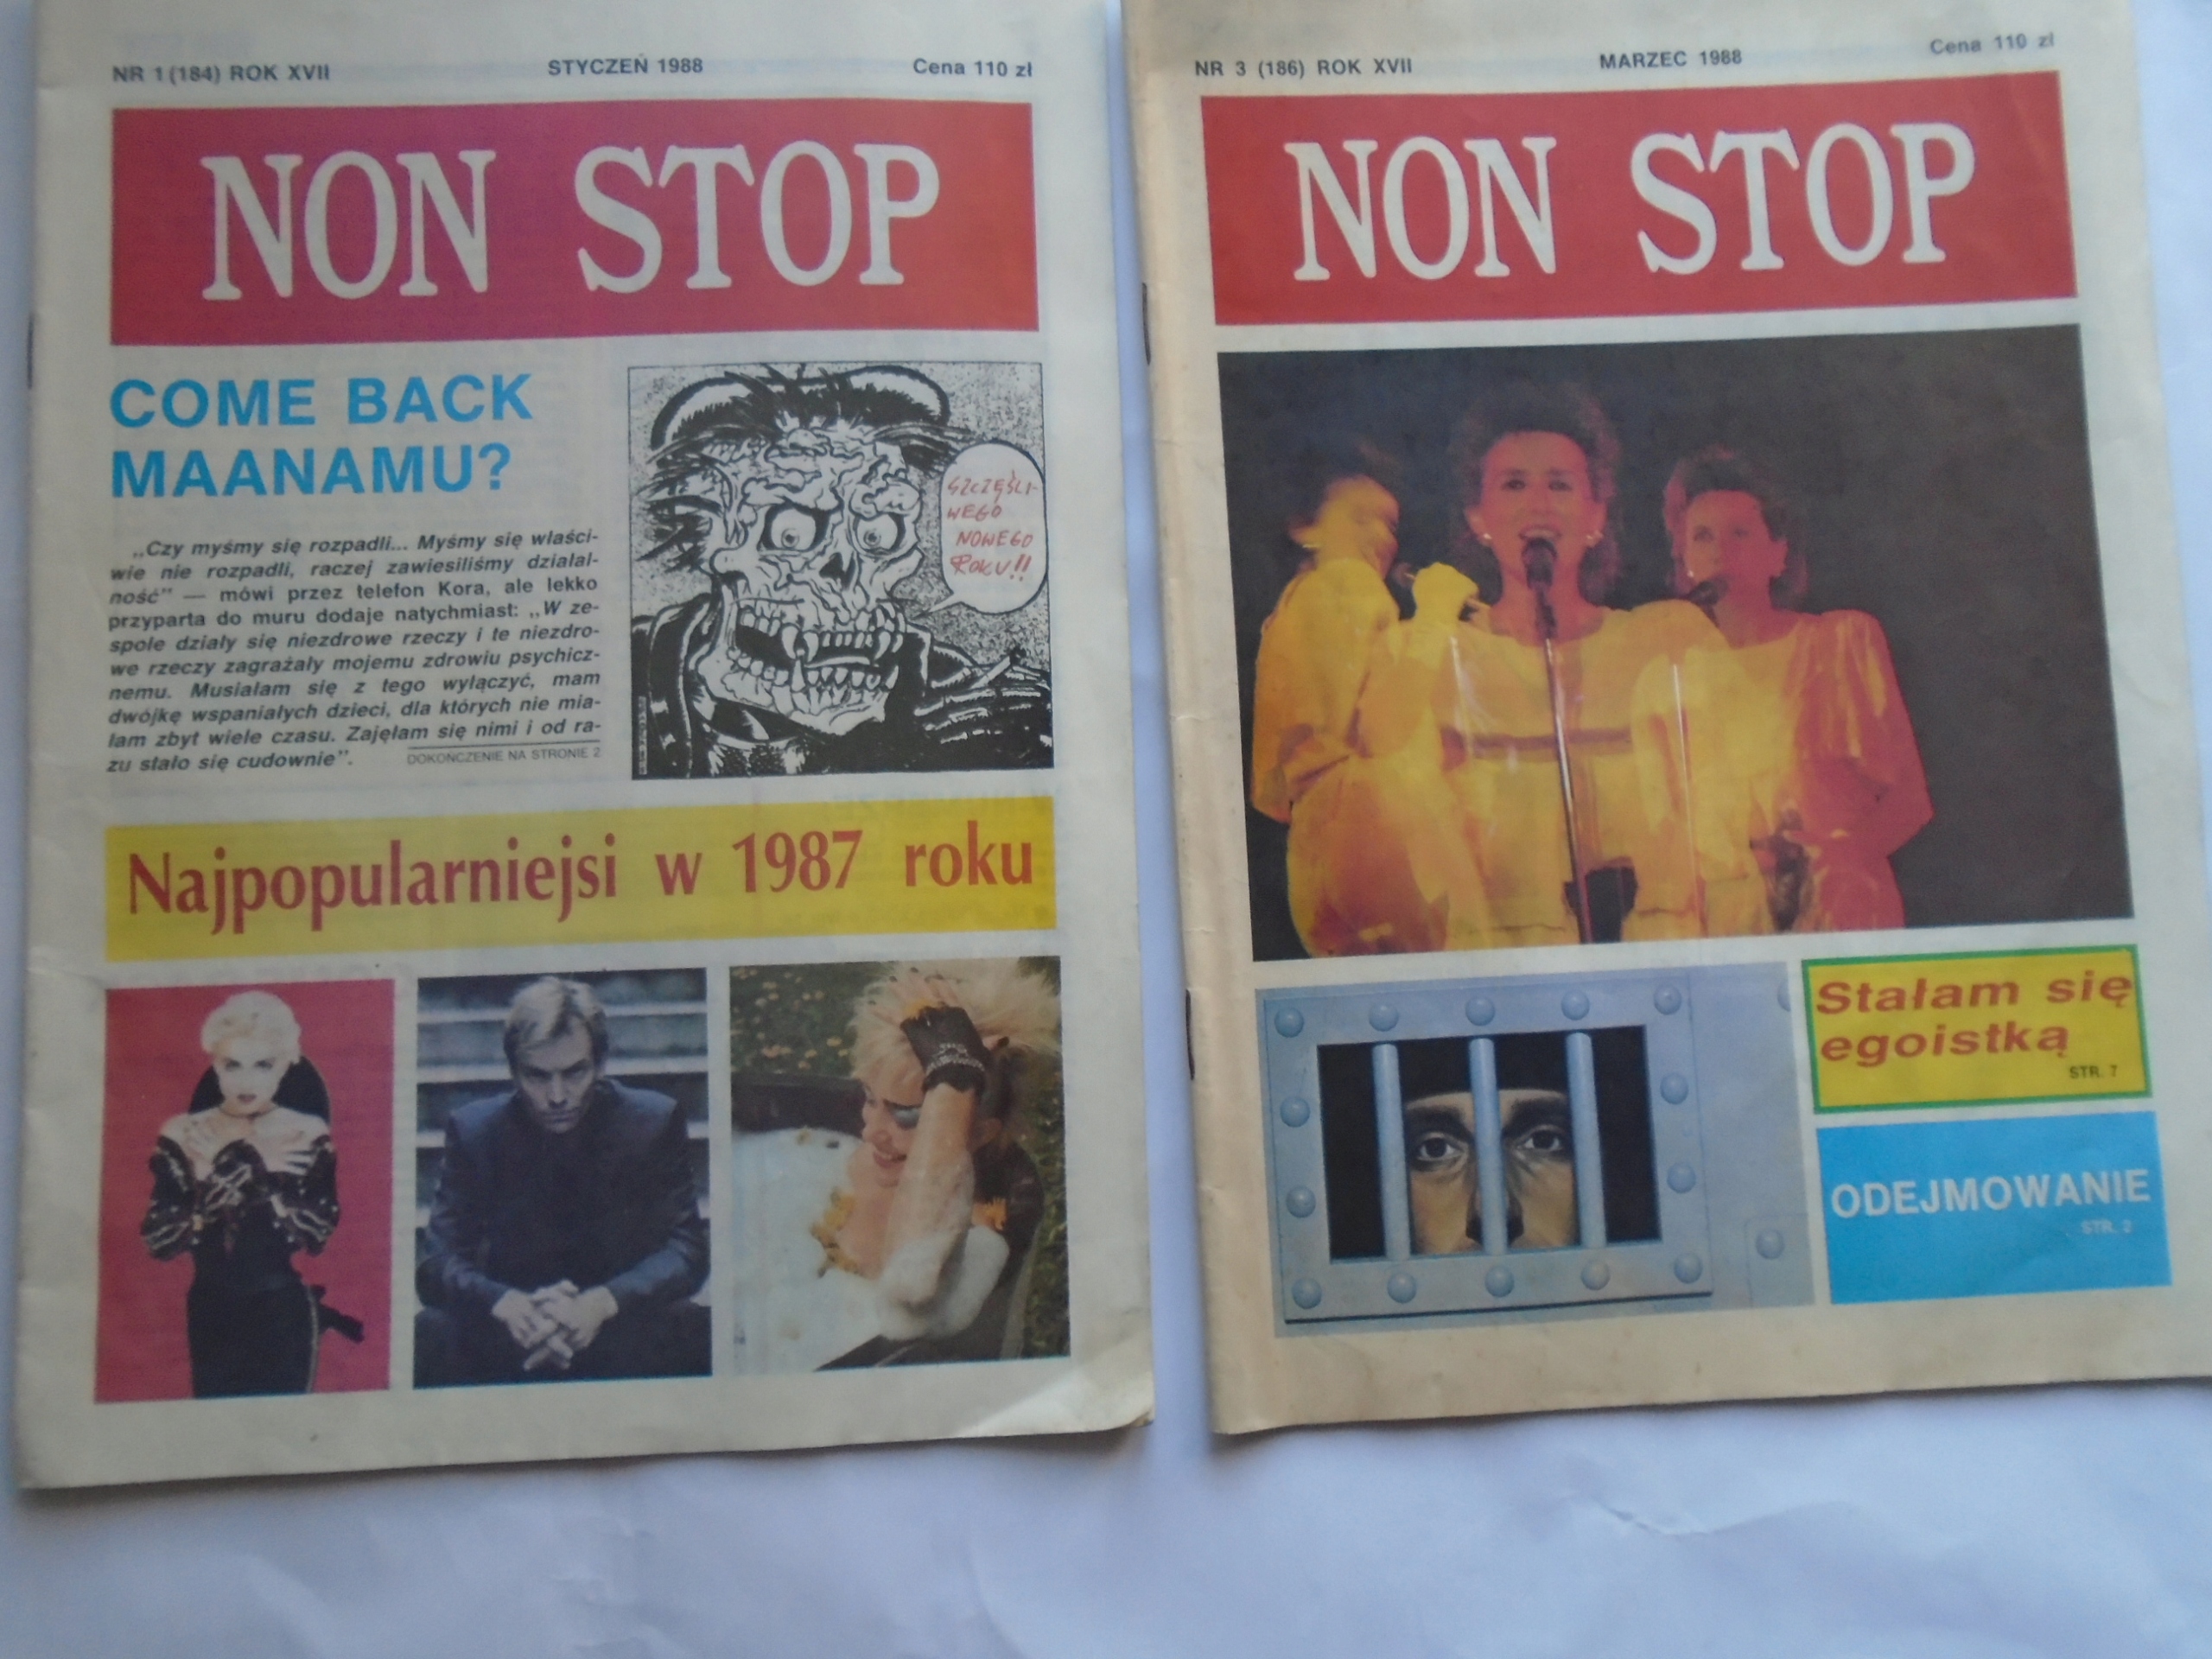 NR 1 (184) ROK XVII STYCZEŃ 1988 Cena 110 zł
NON STOP
COME BACK
MAANAMU?
„Czy myśmy się rozpadli... Myśmy się właści-
wie nie rozpadli, raczej zawiesiliśmy działal-
ność” — mówi przez telefon Kora, ale lekko
przyparta do muru dodaje natychmiast: „W ze-
spole działy się niezdrowe rzeczy i te niezdro-
we rzeczy zagrażały mojemu zdrowiu psychicz-
nemu. Musiałam się z tego wyłączyć, mam
dwójkę wspaniałych dzieci, dla których nie mia-
łam zbyt wiele czasu. Zajęłam się nimi i od ra-
zu stało się cudownie”.
DOKOŃCZENIE NA STRONIE 2
SZCZĘŚLI-
WEGO
NOWEGO
ROKU!!
Najpopularniejsi w 1987 roku
NR 3 (186) ROK XVII MARZEC 1988 Cena 110 zł
NON STOP
Stałam się
egoistką
STR. 7
ODEJMOWANIE
STR. 2